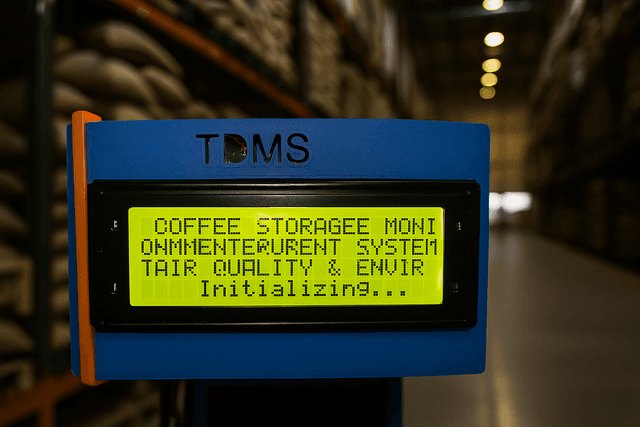 TDMS
COFFEE STORAGEE MONI
ONMMENTERURENT SYSTEM
TAIR QUALITY & ENVIR
Initializing...